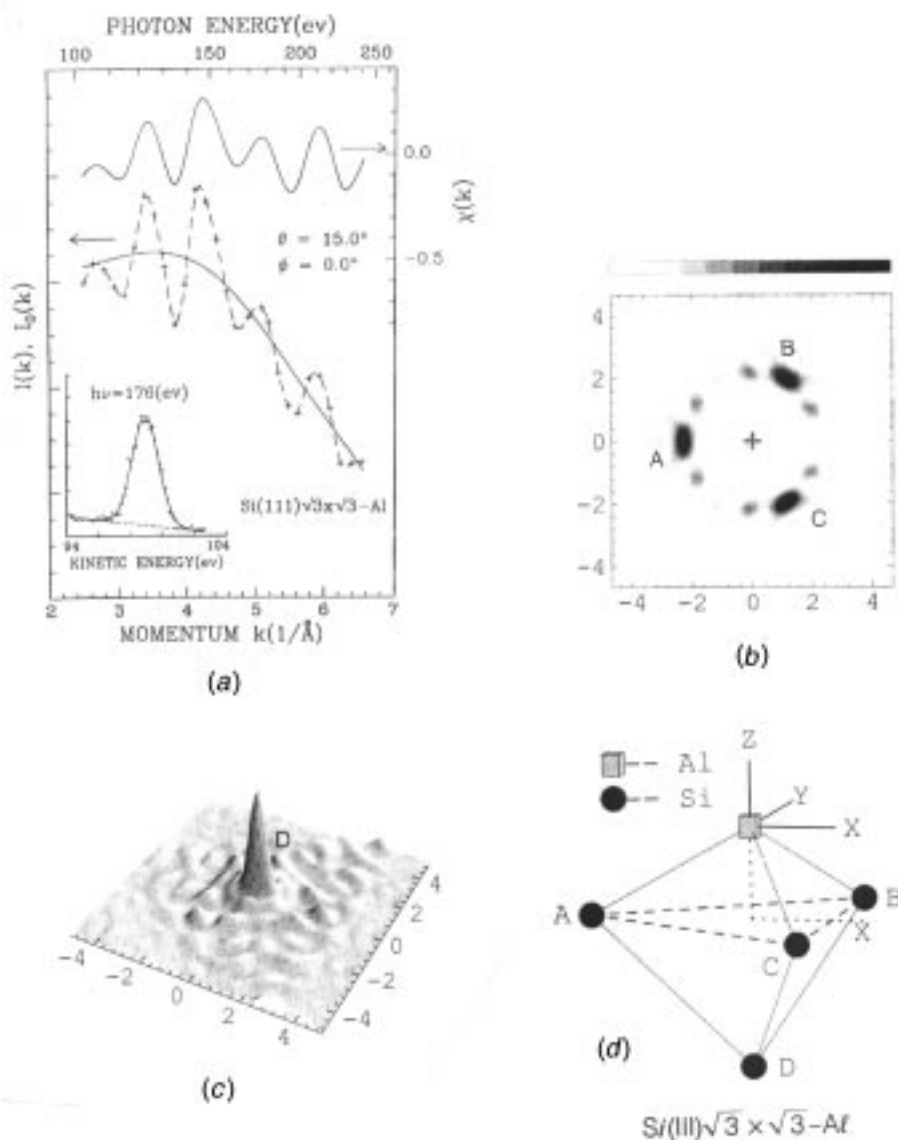 PHOTON ENERGY(ev)
100 150 200 250
0.0
-0.5
χ(k)
I(k), I₀(k)
θ = 15.0°
ϕ = 0.0°
hν=176(ev)
Si(111)√3x√3-Al
94 104
KINETIC ENERGY(ev)
2 3 4 5 6 7
MOMENTUM k(1/Å)
(a)
4
2
0
-2
-4
-4 -2 0 2 4
A
B
C
+
(b)
D
-4 -2 0 2 4
4
2
0
-2
-4
(c)
Al
Si
Z
Y
X
A
B
X
C
D
(d)
Si(III)√3 × √3-Aℓ